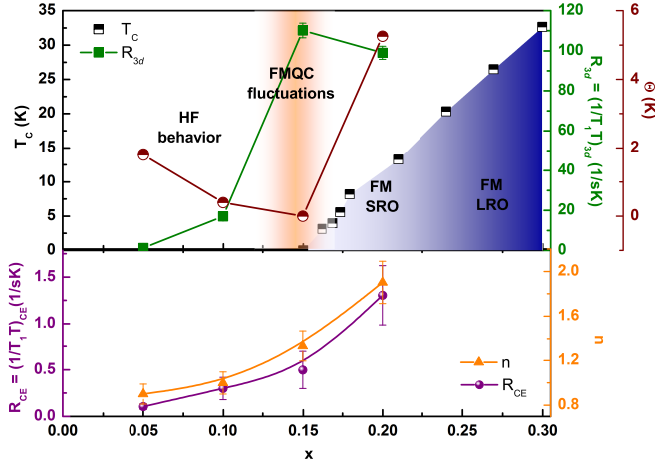 35
30
25
20
15
10
5
0
T_C (K)
T_C
R_3d
HF
behavior
FMQC
fluctuations
FM
SRO
FM
LRO
120
100
80
60
40
20
0
R_3d = (1/T_1T)_3d (1/sK)
6
4
2
0
Θ (K)
1.5
1.0
0.5
0.0
R_CE = (1/T_1T)_CE(1/sK)
n
R_CE
2.0
1.6
1.2
0.8
n
0.00 0.05 0.10 0.15 0.20 0.25 0.30
x